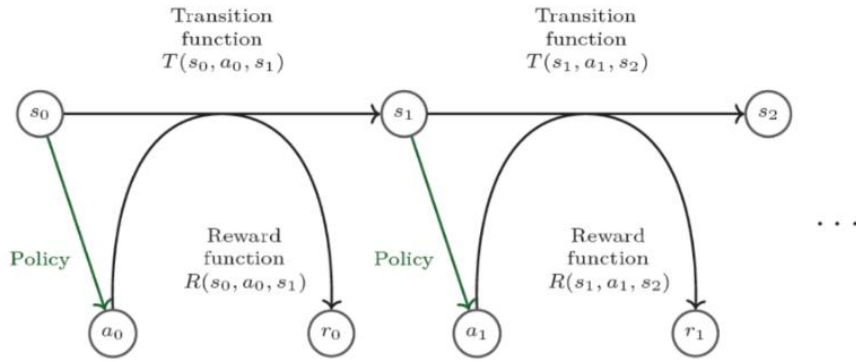 Transition
function
T(s₀, a₀, s₁)
Transition
function
T(s₁, a₁, s₂)
s₀
s₁
s₂
Policy
Reward
function
R(s₀, a₀, s₁)
Policy
Reward
function
R(s₁, a₁, s₂)
...
a₀
r₀
a₁
r₁